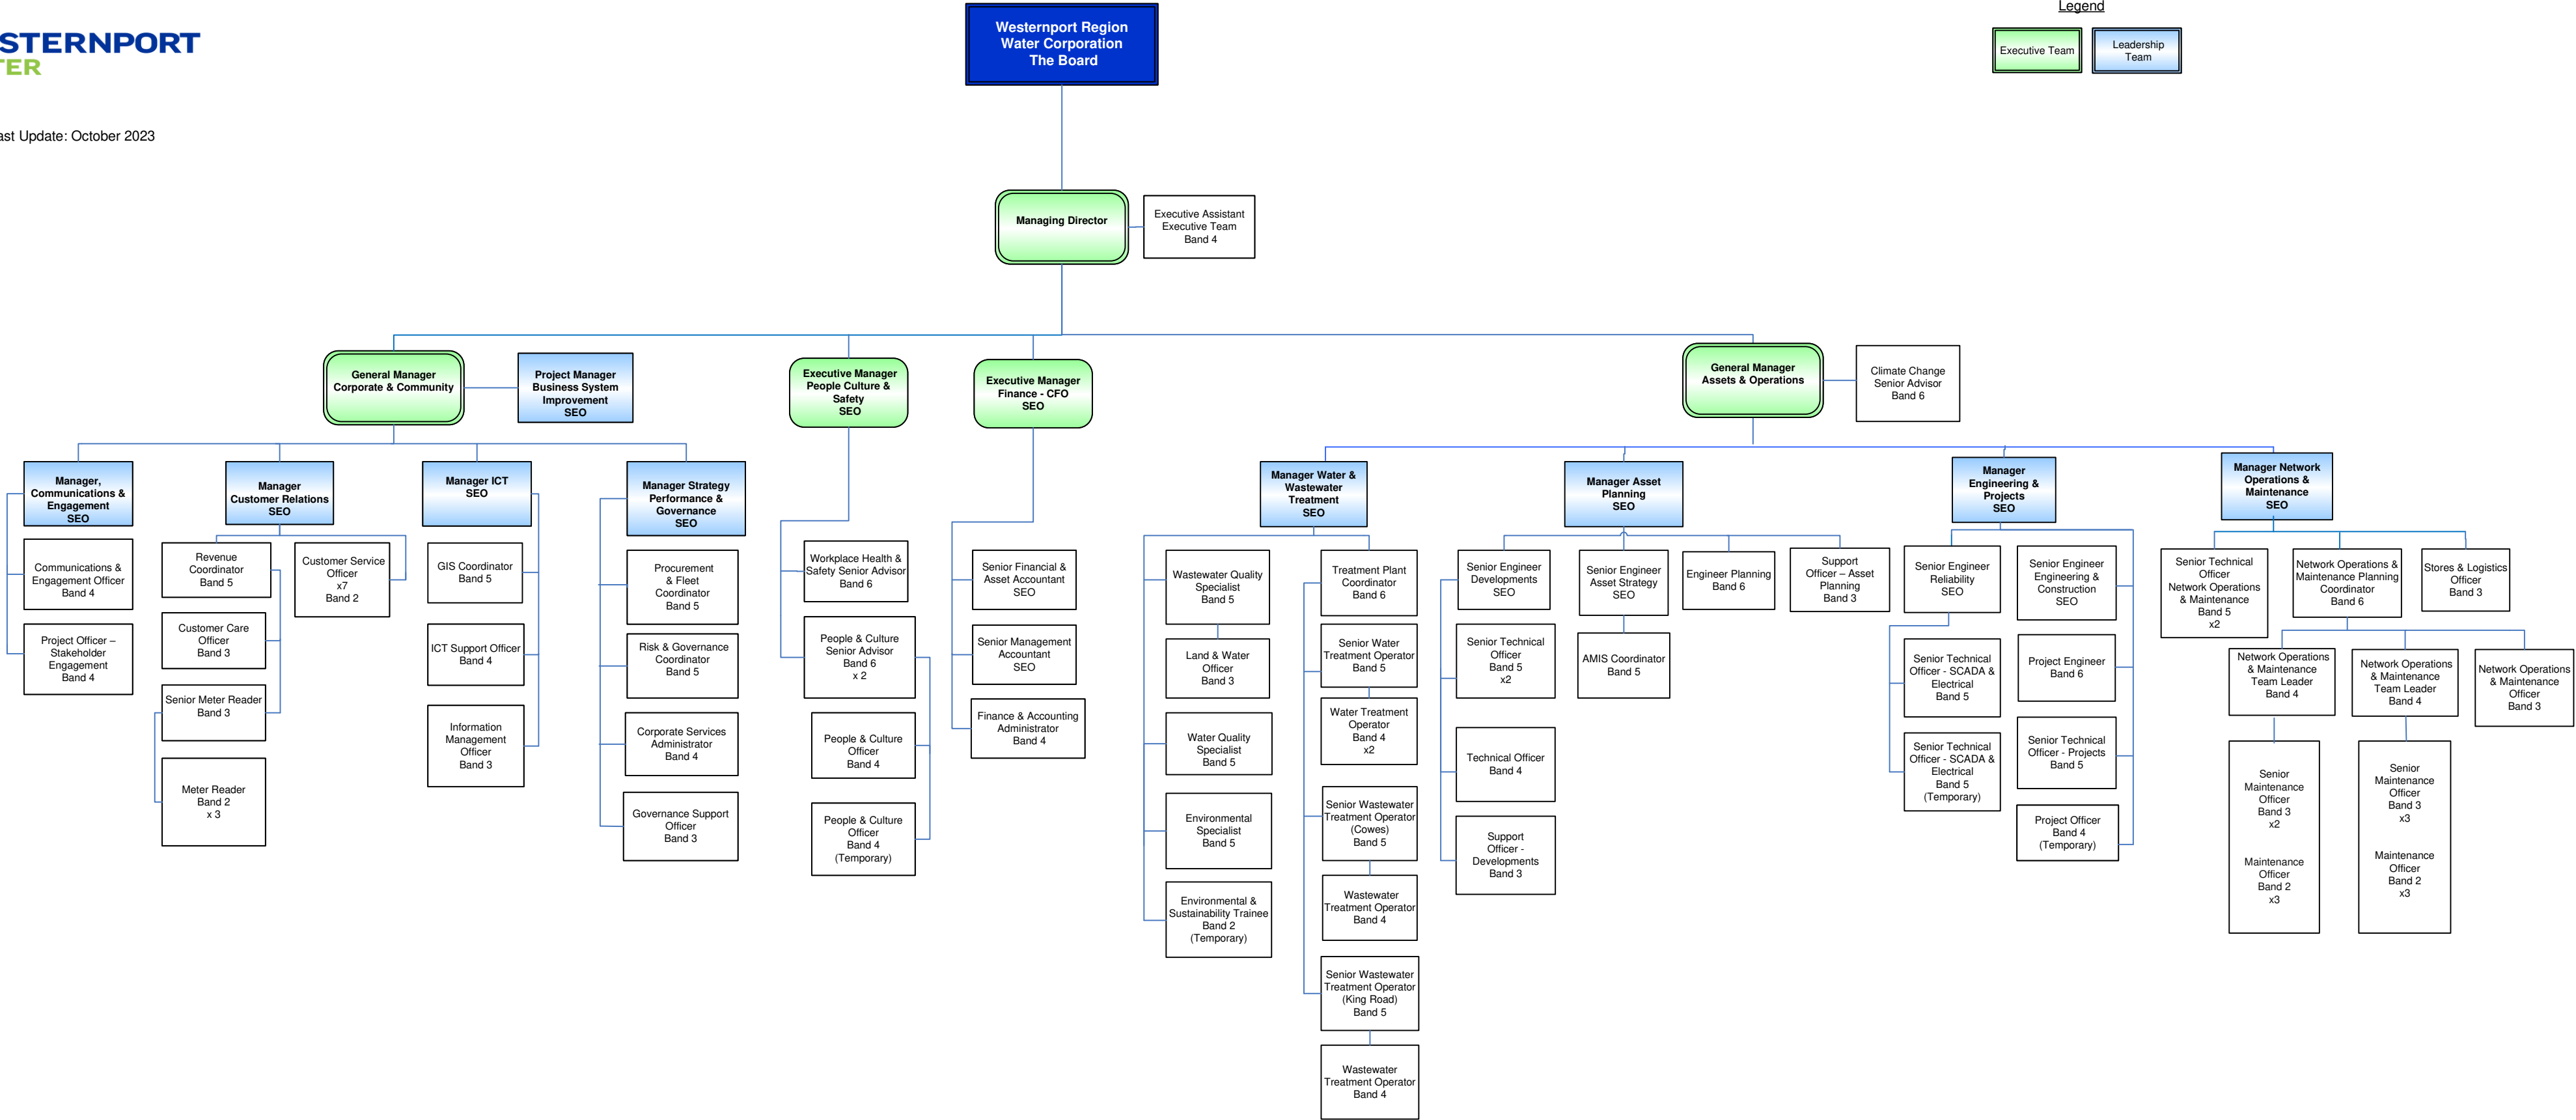 STERNPORT
TER
ast Update: October 2023
Legend
Executive Team
Leadership
Team
Westernport Region
Water Corporation
The Board
Managing Director
Executive Assistant
Executive Team
Band 4
General Manager
Corporate & Community
Project Manager
Business System
Improvement
SEO
Executive Manager
People Culture &
Safety
SEO
Executive Manager
Finance - CFO
SEO
General Manager
Assets & Operations
Climate Change
Senior Advisor
Band 6
Manager,
Communications &
Engagement
SEO
Communications &
Engagement Officer
Band 4
Project Officer –
Stakeholder
Engagement
Band 4
Manager
Customer Relations
SEO
Revenue
Coordinator
Band 5
Customer Care
Officer
Band 3
Senior Meter Reader
Band 3
Meter Reader
Band 2
x 3
Customer Service
Officer
x7
Band 2
Manager ICT
SEO
GIS Coordinator
Band 5
ICT Support Officer
Band 4
Information
Management
Officer
Band 3
Manager Strategy
Performance &
Governance
SEO
Procurement
& Fleet
Coordinator
Band 5
Risk & Governance
Coordinator
Band 5
Corporate Services
Administrator
Band 4
Governance Support
Officer
Band 3
Workplace Health &
Safety Senior Advisor
Band 6
People & Culture
Senior Advisor
Band 6
x 2
People & Culture
Officer
Band 4
People & Culture
Officer
Band 4
(Temporary)
Senior Financial &
Asset Accountant
SEO
Senior Management
Accountant
SEO
Finance & Accounting
Administrator
Band 4
Manager Water &
Wastewater
Treatment
SEO
Wastewater Quality
Specialist
Band 5
Land & Water
Officer
Band 3
Water Quality
Specialist
Band 5
Environmental
Specialist
Band 5
Environmental &
Sustainability Trainee
Band 2
(Temporary)
Treatment Plant
Coordinator
Band 6
Senior Water
Treatment Operator
Band 5
Water Treatment
Operator
Band 4
x2
Senior Wastewater
Treatment Operator
(Cowes)
Band 5
Wastewater
Treatment Operator
Band 4
Senior Wastewater
Treatment Operator
(King Road)
Band 5
Wastewater
Treatment Operator
Band 4
Manager Asset
Planning
SEO
Senior Engineer
Developments
SEO
Senior Technical
Officer
Band 5
x2
Technical Officer
Band 4
Support
Officer -
Developments
Band 3
Senior Engineer
Asset Strategy
SEO
AMIS Coordinator
Band 5
Engineer Planning
Band 6
Support
Officer – Asset
Planning
Band 3
Manager
Engineering &
Projects
SEO
Senior Engineer
Reliability
SEO
Senior Technical
Officer - SCADA &
Electrical
Band 5
Senior Technical
Officer - SCADA &
Electrical
Band 5
(Temporary)
Senior Engineer
Engineering &
Construction
SEO
Project Engineer
Band 6
Senior Technical
Officer - Projects
Band 5
Project Officer
Band 4
(Temporary)
Manager Network
Operations &
Maintenance
SEO
Senior Technical
Officer
Network Operations
& Maintenance
Band 5
x2
Network Operations &
Maintenance Planning
Coordinator
Band 6
Stores & Logistics
Officer
Band 3
Network Operations
& Maintenance
Team Leader
Band 4
Network Operations
& Maintenance
Team Leader
Band 4
Network Operations
& Maintenance
Officer
Band 3
Senior
Maintenance
Officer
Band 3
x2
Maintenance
Officer
Band 2
x3
Senior
Maintenance
Officer
Band 3
x3
Maintenance
Officer
Band 2
x3